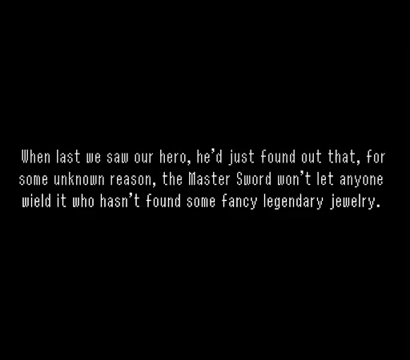 When last we saw our hero, he'd just found out that, for
some unknown reason, the Master Sword won't let anyone
wield it who hasn't found some fancy legendary jewelry.